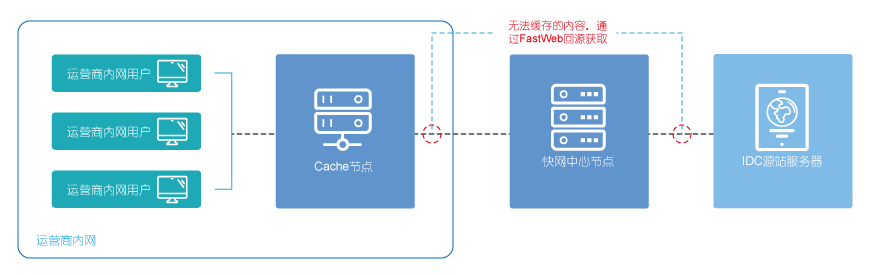 无法缓存的内容，通
过FastWeb回源获取
运营商内网用户
运营商内网用户
运营商内网用户
Cache节点
快网中心节点
IDC源站服务器
运营商内网